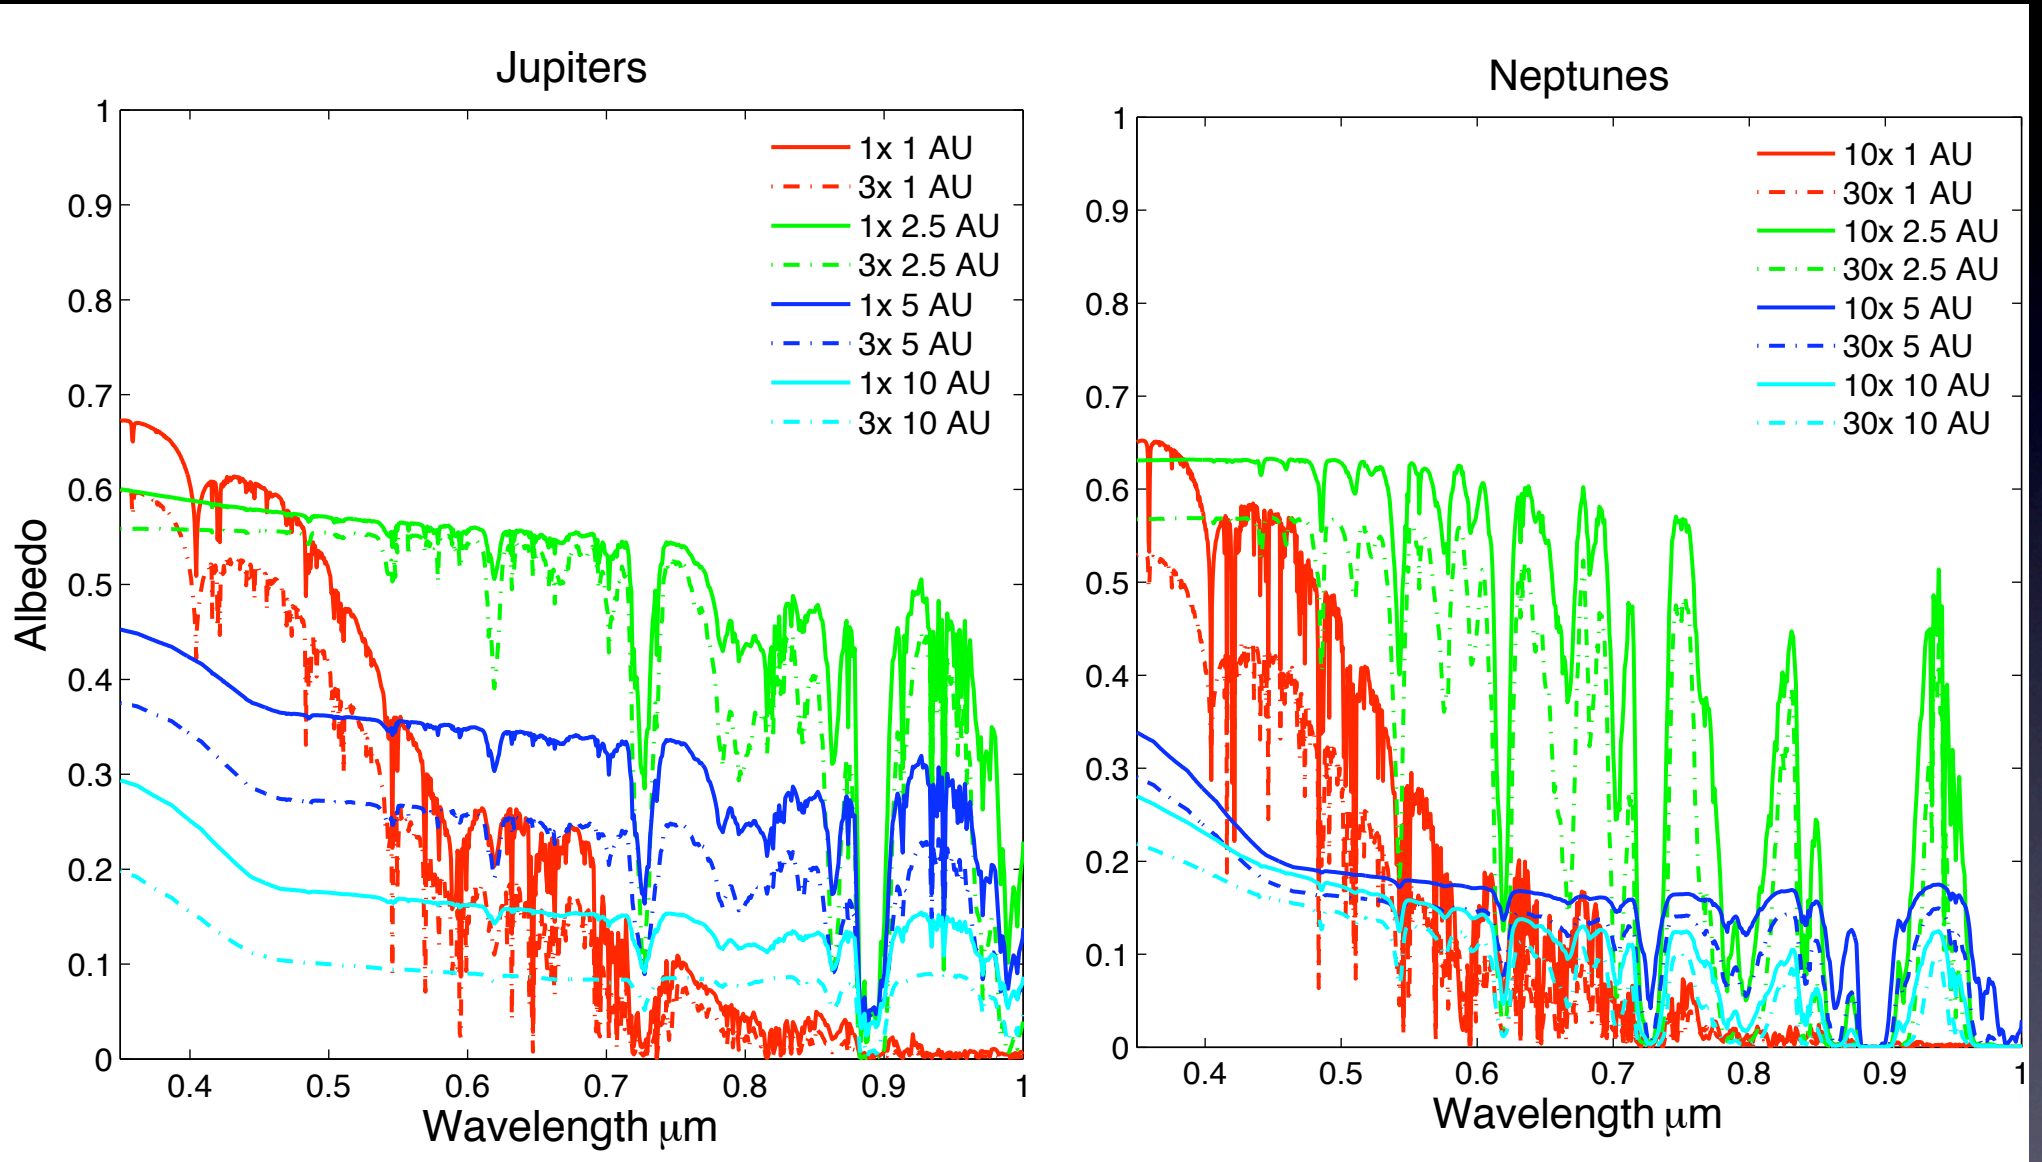 Jupiters
1
0.9
0.8
0.7
0.6
0.5
0.4
0.3
0.2
0.1
0
Albedo
1x 1 AU
3x 1 AU
1x 2.5 AU
3x 2.5 AU
1x 5 AU
3x 5 AU
1x 10 AU
3x 10 AU
0.4 0.5 0.6 0.7 0.8 0.9 1
Wavelength μm
Neptunes
1
0.9
0.8
0.7
0.6
0.5
0.4
0.3
0.2
0.1
0
10x 1 AU
30x 1 AU
10x 2.5 AU
30x 2.5 AU
10x 5 AU
30x 5 AU
10x 10 AU
30x 10 AU
0.4 0.5 0.6 0.7 0.8 0.9 1
Wavelength μm